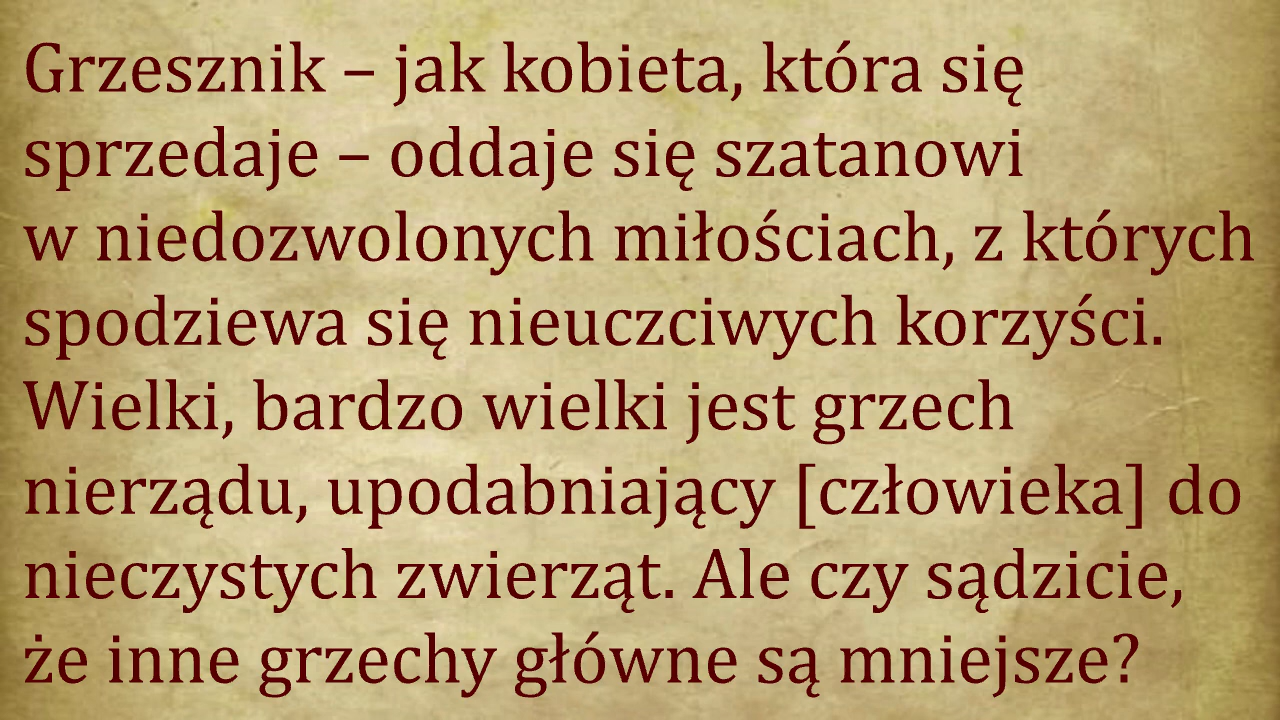 Grzesznik – jak kobieta, która się
sprzedaje – oddaje się szatanowi
w niedozwolonych miłościach, z których
spodziewa się nieuczciwych korzyści.
Wielki, bardzo wielki jest grzech
nierządu, upodabniający [człowieka] do
nieczystych zwierząt. Ale czy sądzicie,
że inne grzechy główne są mniejsze?